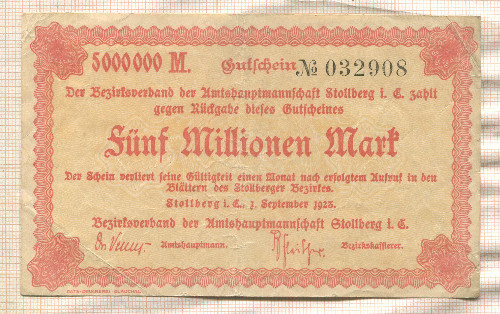 5000000 M. Gutschein № 032908
Der Bezirksverband der Amtshauptmannschaft Stollberg i. E. zahlt
gegen Rückgabe dieses Gutscheines
Fünf Millionen Mark
Der Schein verliert seine Gültigkeit einen Monat nach erfolgtem Aufruf in den
Blättern des Stollberger Bezirkes.
Stollberg i. E., 1. September 1923.
Bezirksverband der Amtshauptmannschaft Stollberg i. E.
Amtshauptmann. Bezirkskassierer.